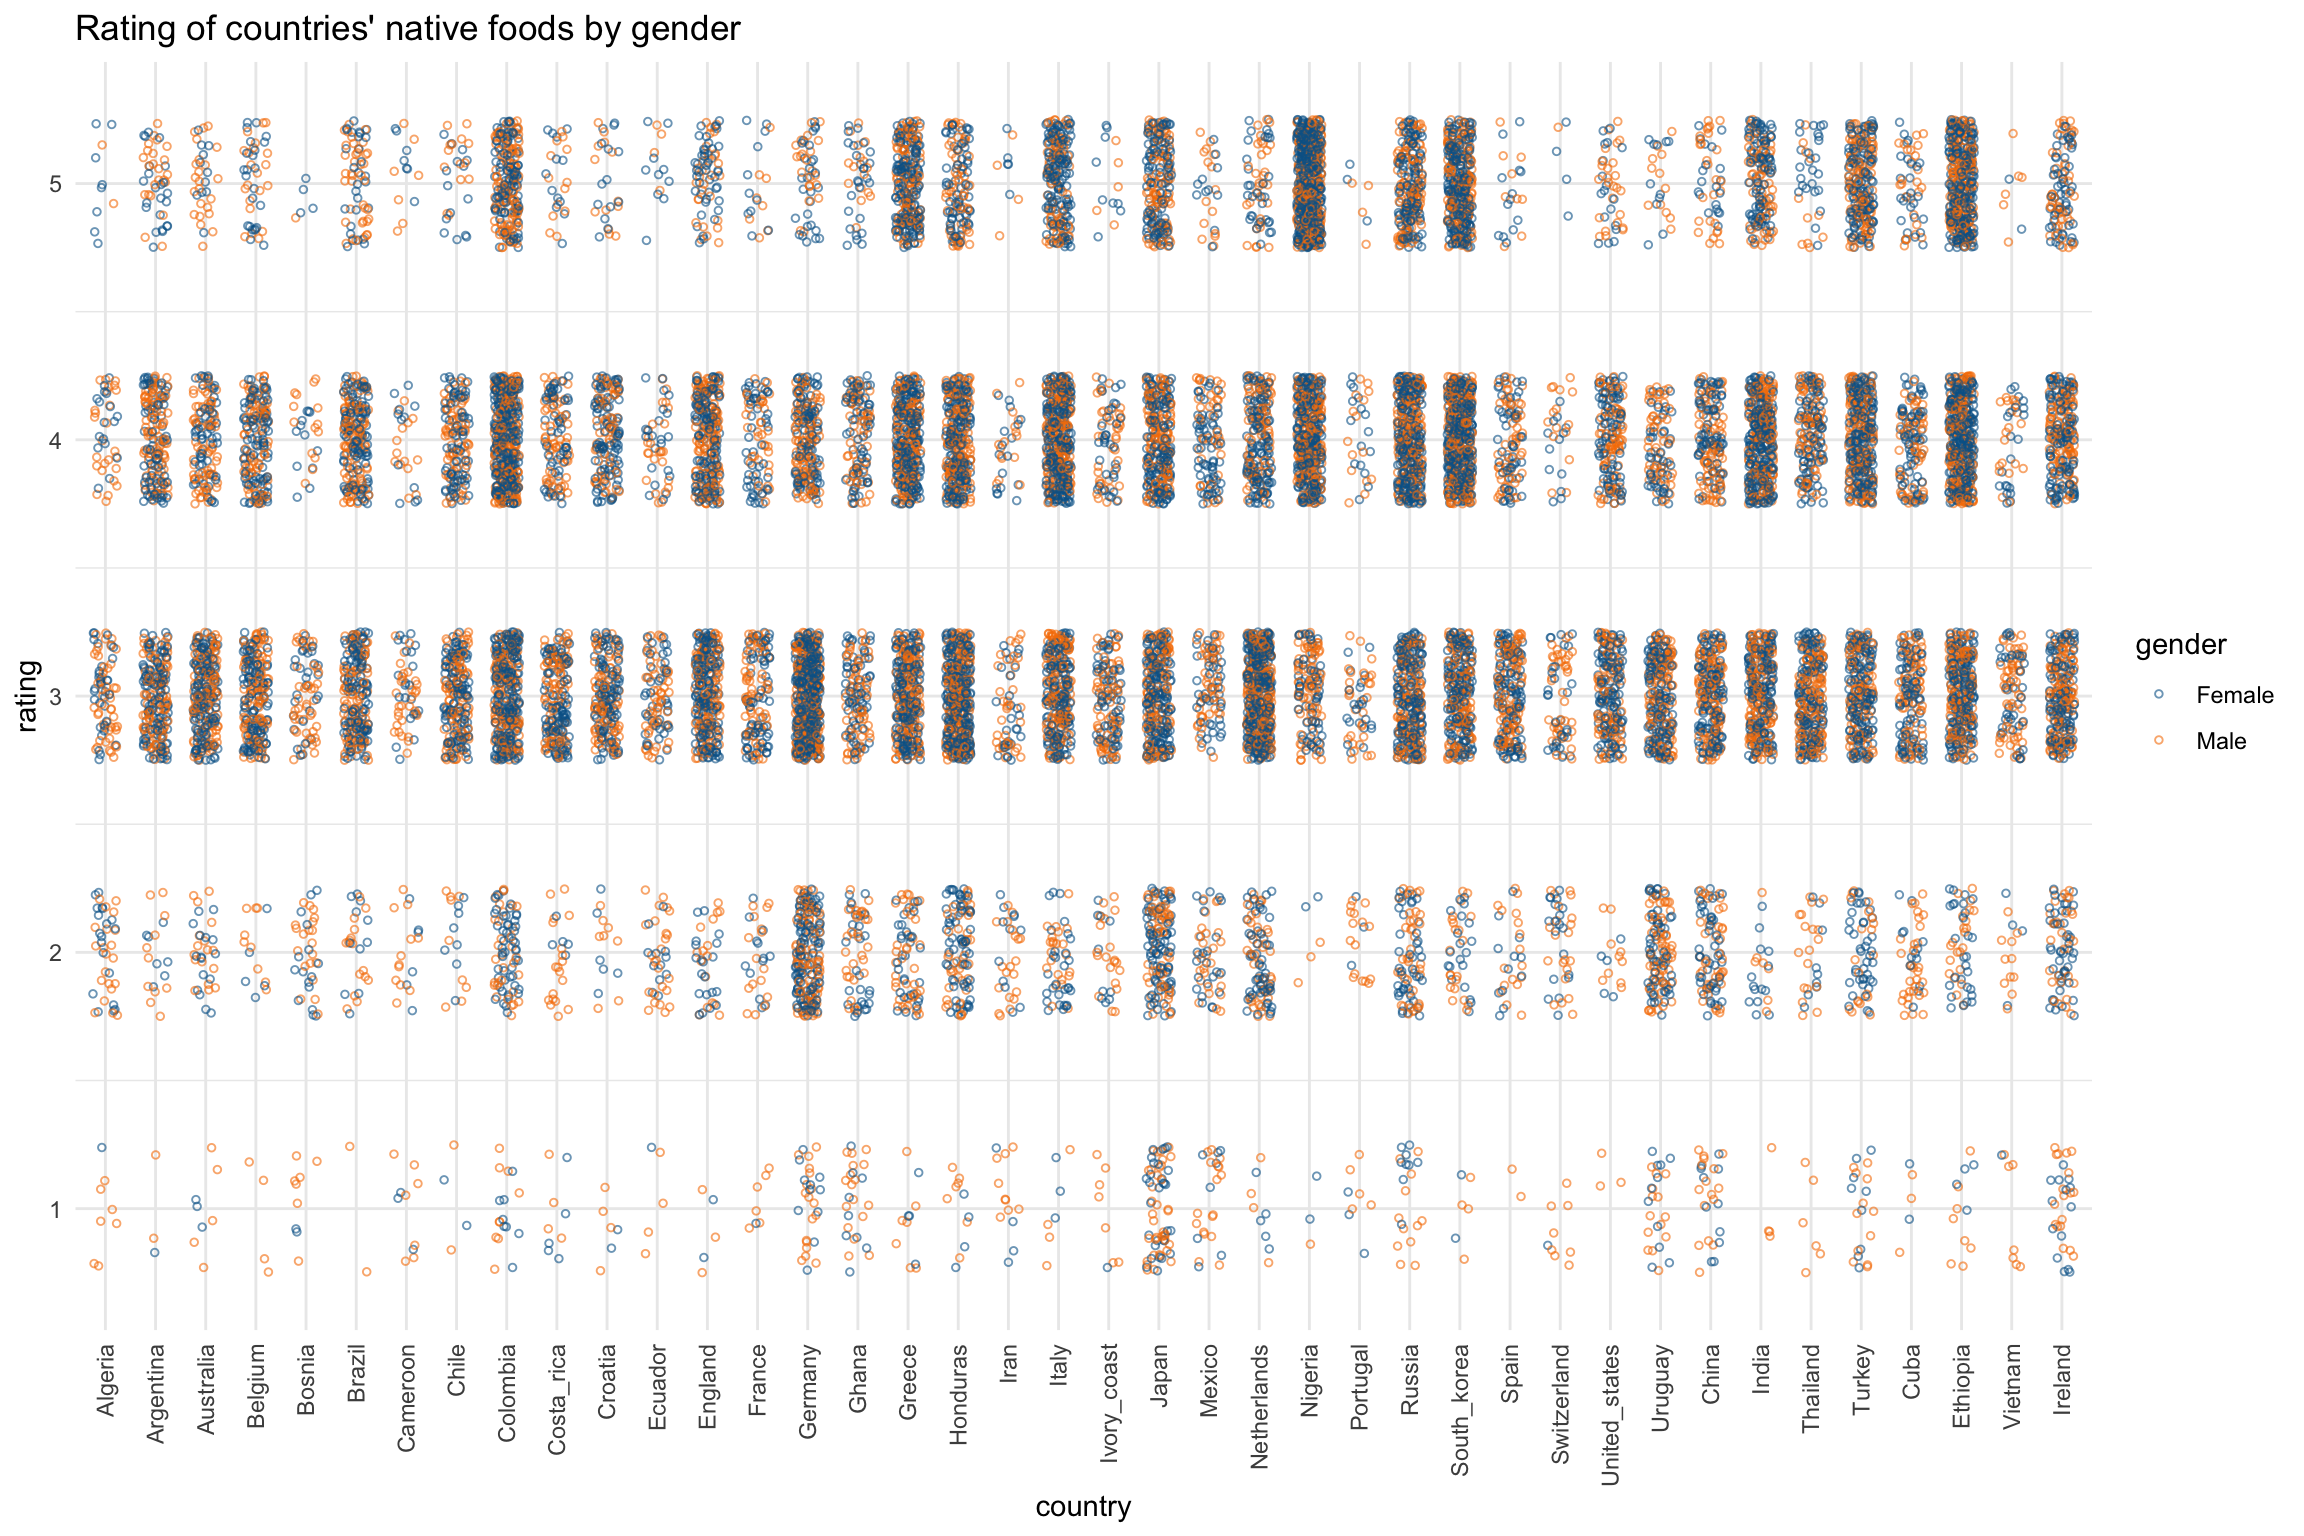 Rating of countries' native foods by gender
rating
5
4
3
2
1
Algeria
Argentina
Australia
Belgium
Bosnia
Brazil
Cameroon
Chile
Colombia
Costa_rica
Croatia
Ecuador
England
France
Germany
Ghana
Greece
Honduras
Iran
Italy
Ivory_coast
Japan
Mexico
Netherlands
Nigeria
Portugal
Russia
South_korea
Spain
Switzerland
United_states
Uruguay
China
India
Thailand
Turkey
Cuba
Ethiopia
Vietnam
Ireland
country
gender
Female
Male